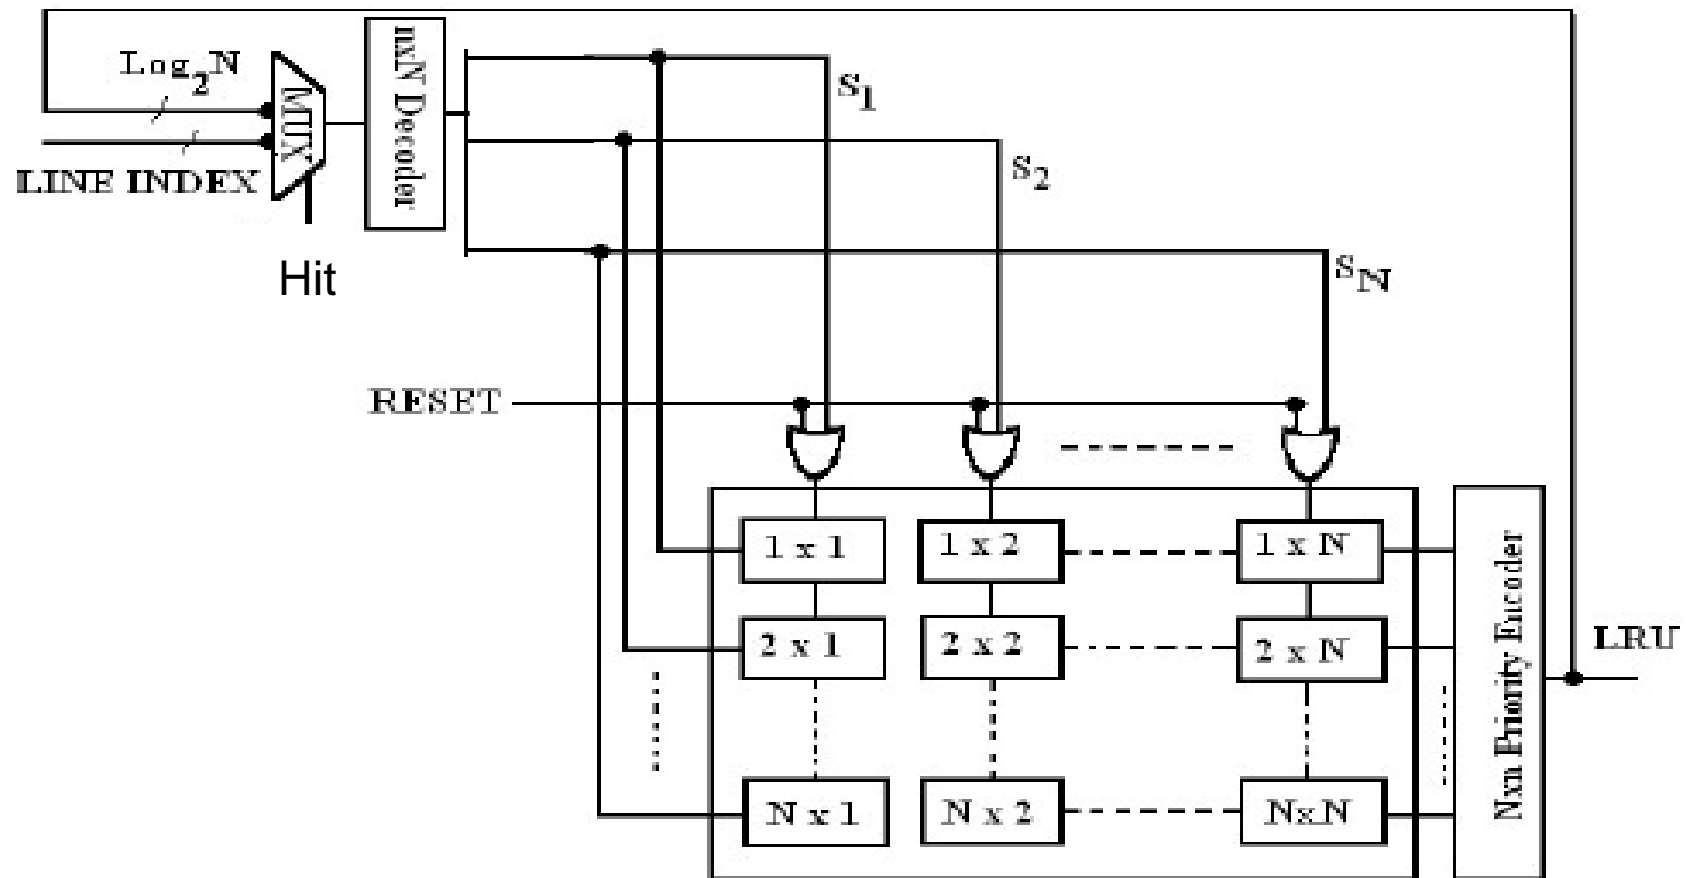 Log2N
LINE INDEX
MUX
nxN Decoder
Hit
S1
S2
SN
RESET
1 x 1
1 x 2
1 x N
2 x 1
2 x 2
2 x N
N x 1
N x 2
NxN
Nxn Priority Encoder
LRU